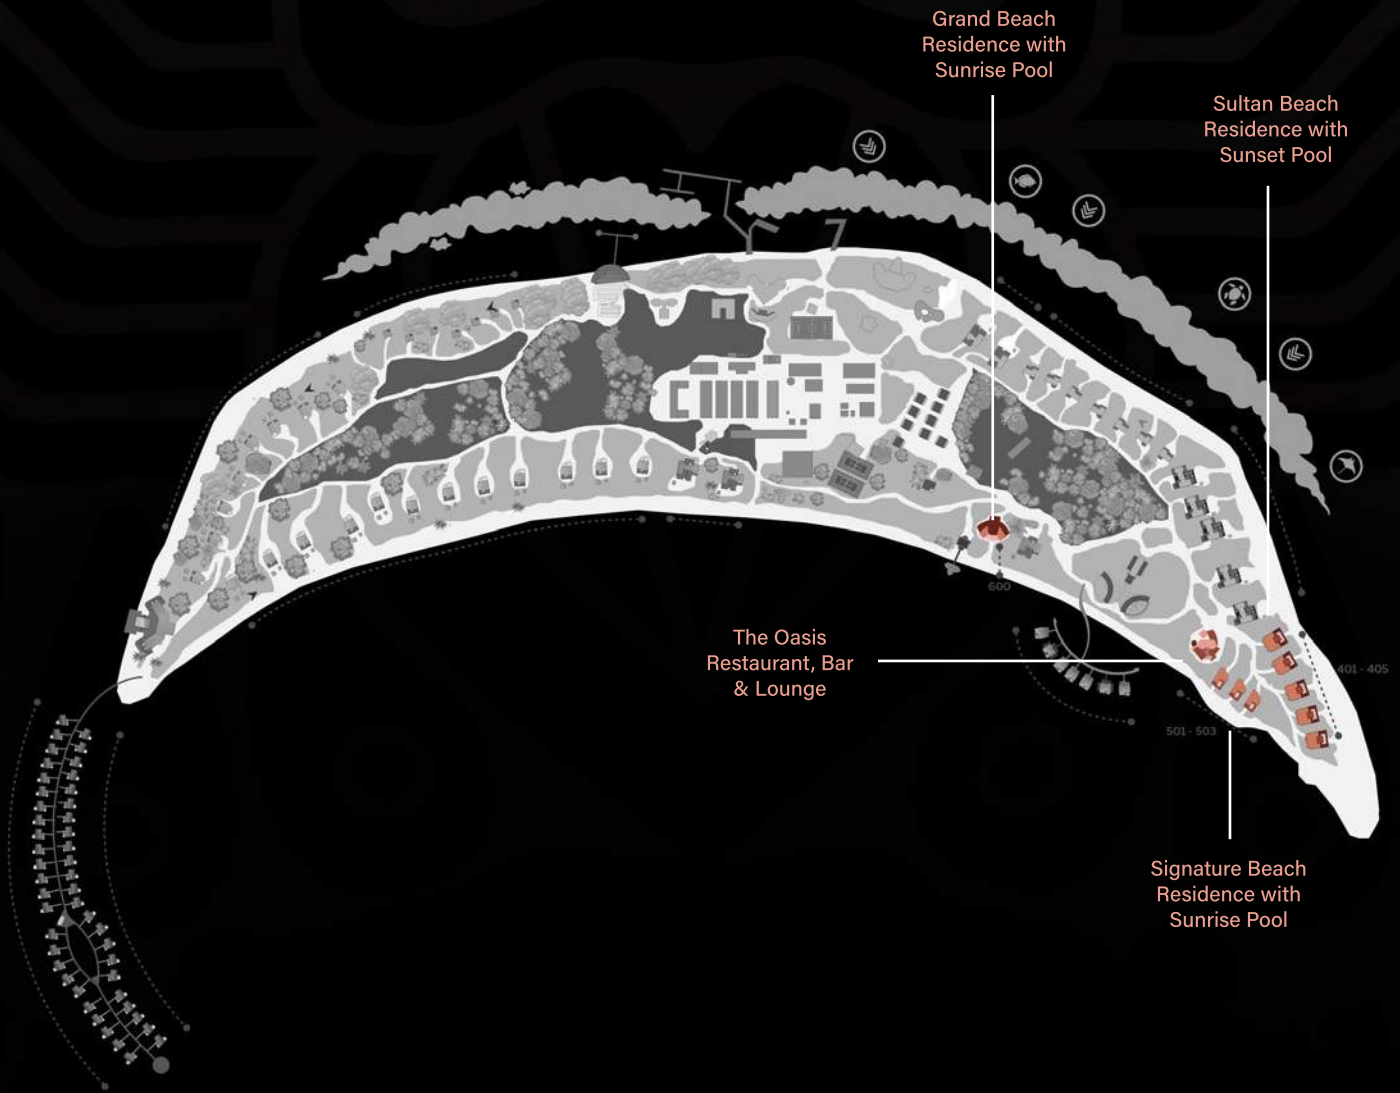 Grand Beach
Residence with
Sunrise Pool
Sultan Beach
Residence with
Sunset Pool
600
The Oasis
Restaurant, Bar
& Lounge
401 - 405
501 - 503
Signature Beach
Residence with
Sunrise Pool